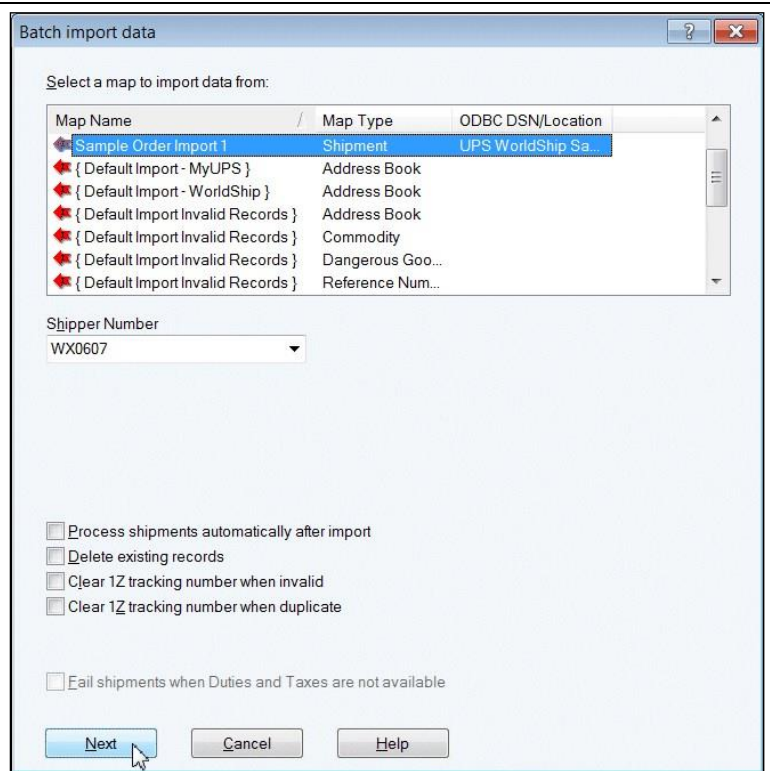 Batch import data
Select a map to import data from:
Map Name / Map Type ODBC DSN/Location
Sample Order Import 1 Shipment UPS WorldShip Sa...
{ Default Import - MyUPS } Address Book
{ Default Import - WorldShip } Address Book
{ Default Import Invalid Records } Address Book
{ Default Import Invalid Records } Commodity
{ Default Import Invalid Records } Dangerous Goo...
{ Default Import Invalid Records } Reference Num...
Shipper Number
WX0607
Process shipments automatically after import
Delete existing records
Clear 1Z tracking number when invalid
Clear 1Z tracking number when duplicate
Fail shipments when Duties and Taxes are not available
Next Cancel Help